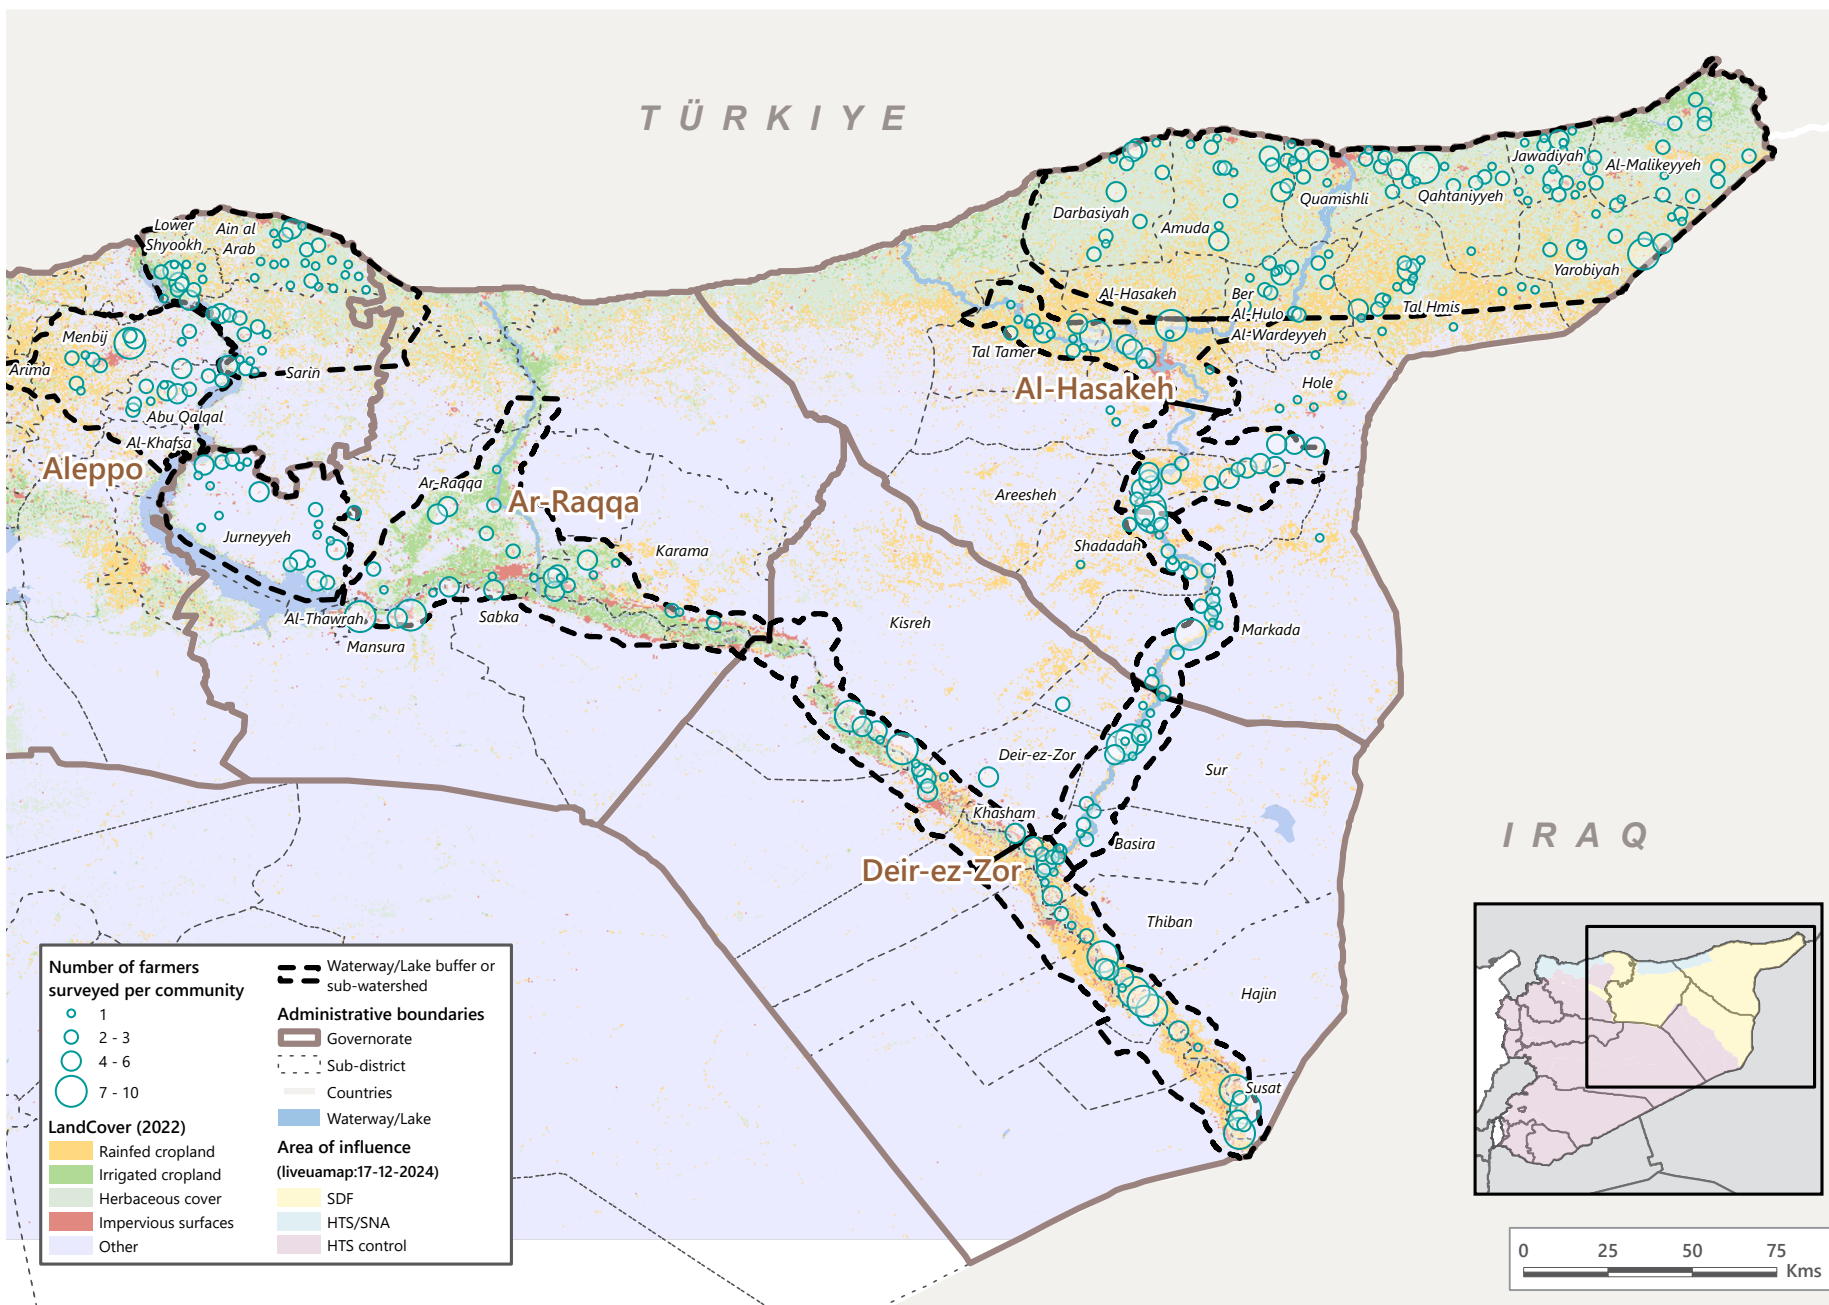 TÜRKIYE
Lower
Shyookh
Ain al
Arab
Darbasiyah
Amuda
Quamishli
Qahtaniyyeh
Jawadiyah
Al-Malikeyyeh
Yarobiyah
Al-Hasakeh
Ber
Al-Hulo
Al-Wardeyyeh
Tal Hmis
Tal Tamer
Menbij
Arima
Sarin
Abu Qalqal
Al-Khafsa
Hole
Al-Hasakeh
Aleppo
Ar-Raqqa
Ar-Raqqa
Areesheh
Jurneyyeh
Karama
Shadadah
Al-Thawrah
Sabka
Mansura
Kisreh
Markada
Deir-ez-Zor
Sur
Khasham
Basira
Deir-ez-Zor
IRAQ
Thiban
Hajin
Susat
Number of farmers
surveyed per community
1
2 - 3
4 - 6
7 - 10
LandCover (2022)
Rainfed cropland
Irrigated cropland
Herbaceous cover
Impervious surfaces
Other
Waterway/Lake buffer or
sub-watershed
Administrative boundaries
Governorate
Sub-district
Countries
Waterway/Lake
Area of influence
(liveuamap:17-12-2024)
SDF
HTS/SNA
HTS control
0 25 50 75
Kms